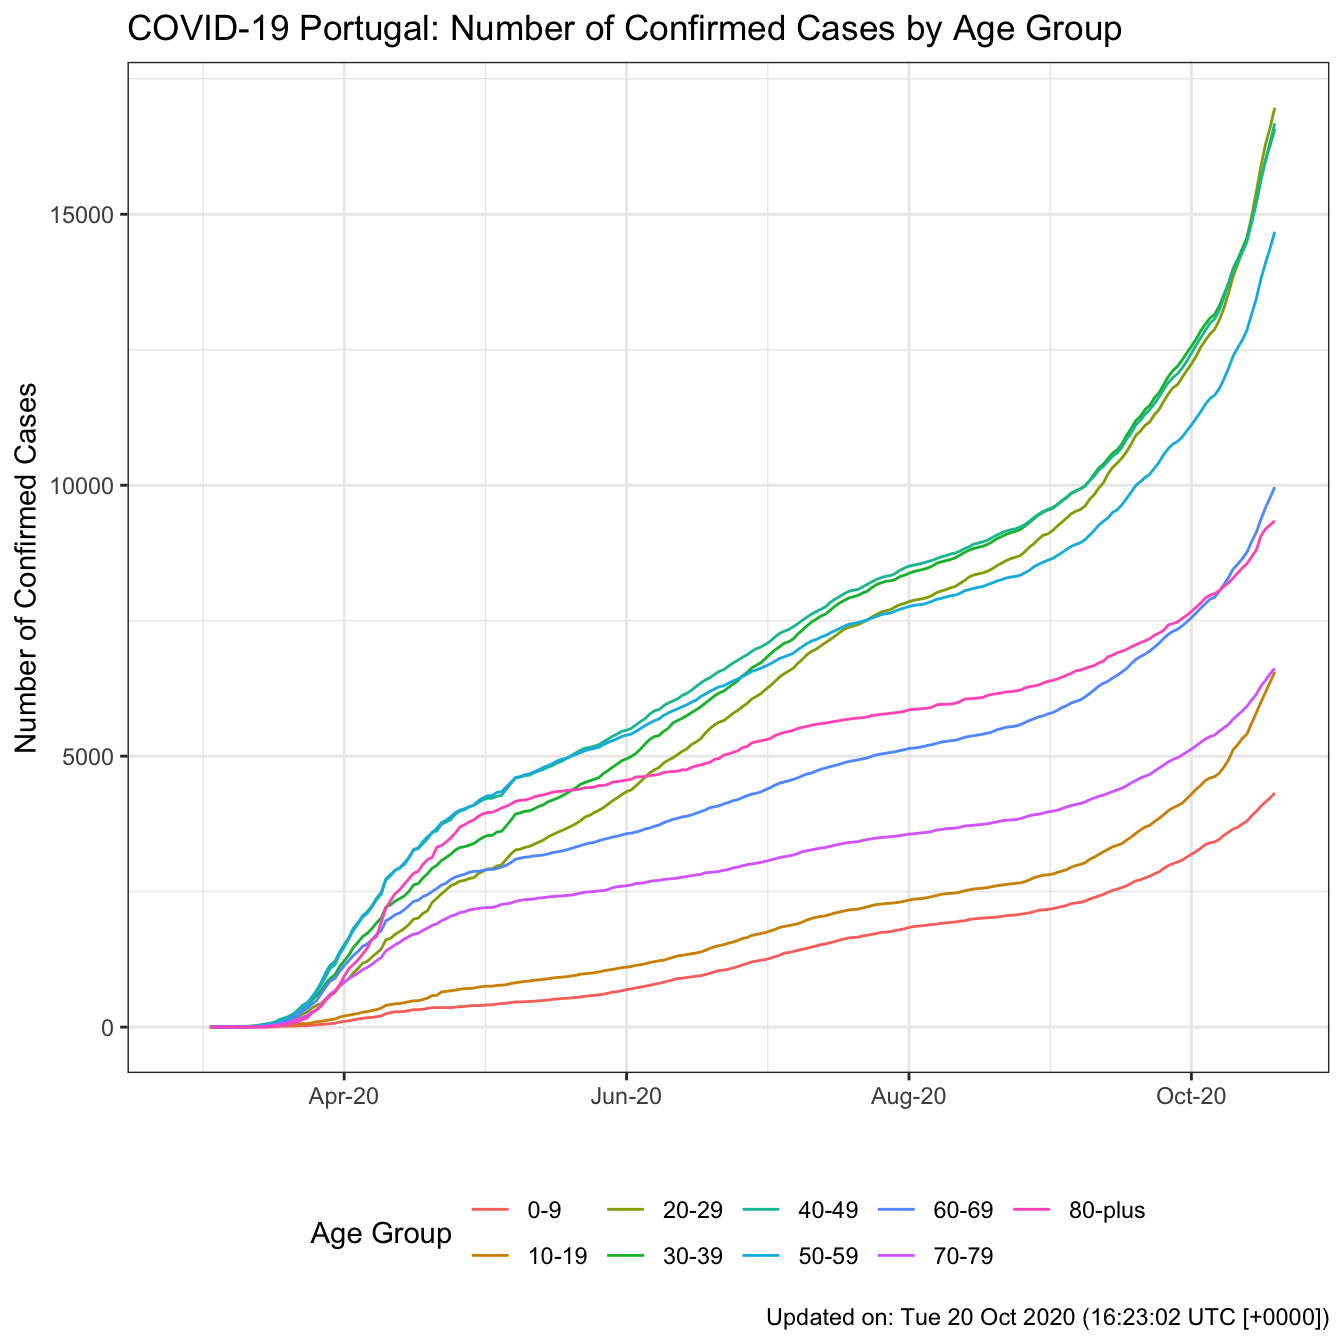 COVID-19 Portugal: Number of Confirmed Cases by Age Group
Number of Confirmed Cases
15000
10000
5000
0
Apr-20 Jun-20 Aug-20 Oct-20
Age Group
0-9 20-29 40-49 60-69 80-plus
10-19 30-39 50-59 70-79
Updated on: Tue 20 Oct 2020 (16:23:02 UTC [+0000])